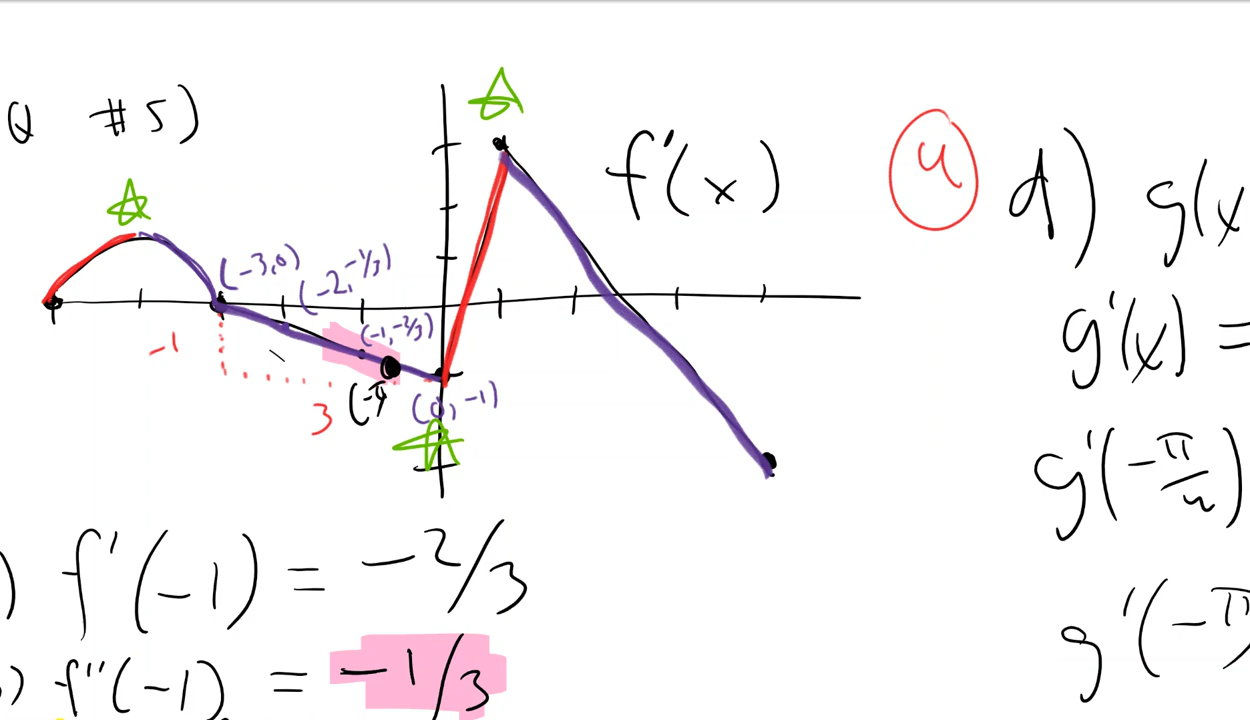 Q #5)
f'(x)
4
d) g(x
(-3,0)
(-2,-1/3)
(-1,-2/3)
g'(x) =
-1
3
(-π
(0,-1)
g'(-π/4)
) f'(-1) = -2/3
g'(-π
) f''(-1) = -1/3